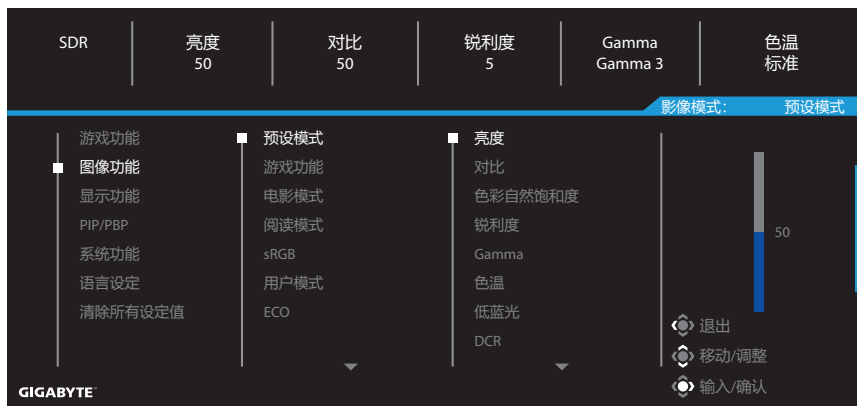 SDR
亮度
50
对比
50
锐利度
5
Gamma
Gamma 3
色温
标准
影像模式: 预设模式
游戏功能
图像功能
显示功能
PIP/PBP
系统功能
语言设定
清除所有设定值
预设模式
游戏功能
电影模式
阅读模式
sRGB
用户模式
ECO
亮度
对比
色彩自然饱和度
锐利度
Gamma
色温
低蓝光
DCR
50
退出
移动/调整
输入/确认
GIGABYTE™